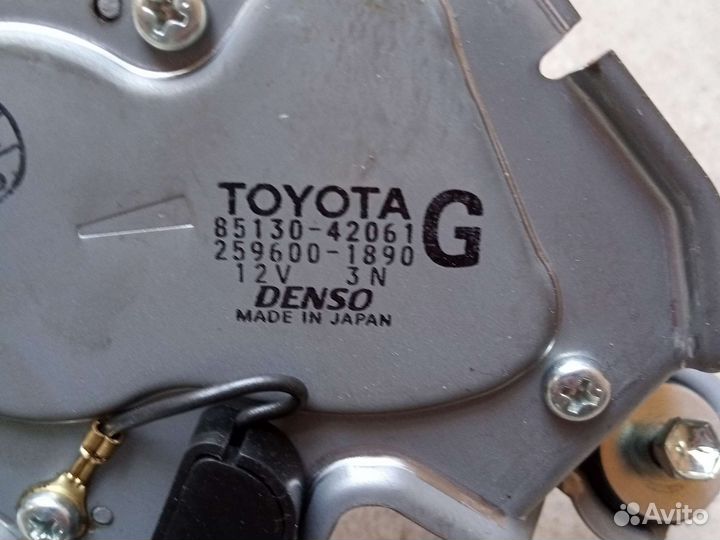 TOYOTA
85130-42061 G
259600-1890
12V 3N
DENSO
MADE IN JAPAN
Avito